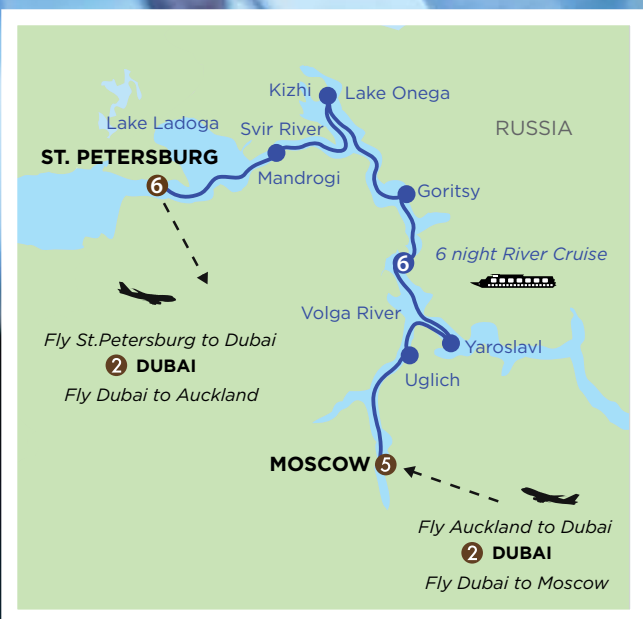 Kizhi
Lake Onega
Lake Ladoga
Svir River
RUSSIA
ST. PETERSBURG
6
Mandrogi
Goritsy
6
6 night River Cruise
Volga River
Yaroslavl
Uglich
Fly St.Petersburg to Dubai
2 DUBAI
Fly Dubai to Auckland
MOSCOW 5
Fly Auckland to Dubai
2 DUBAI
Fly Dubai to Moscow